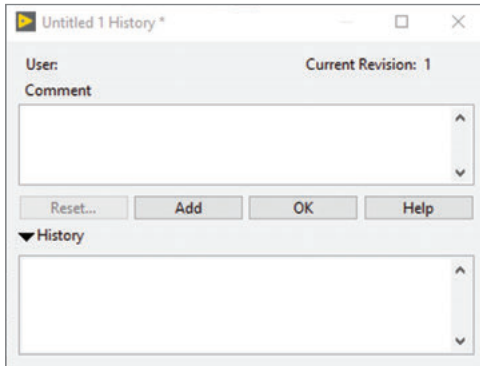 Untitled 1 History *
User: Current Revision: 1
Comment
Reset... Add OK Help
History